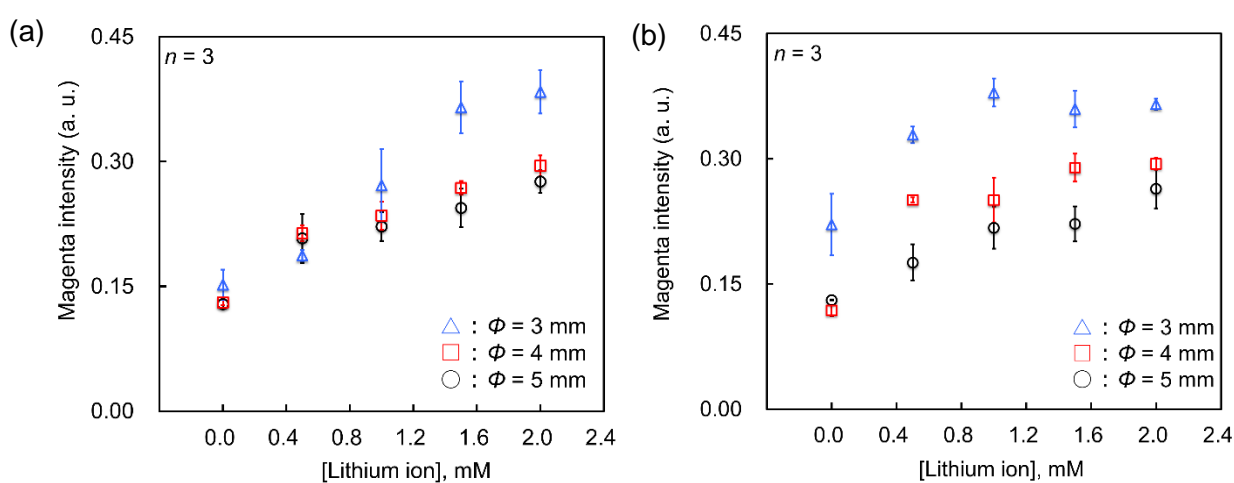 (a)
n = 3
0.45
0.30
0.15
0.00
Magenta intensity (a. u.)
: Φ = 3 mm
: Φ = 4 mm
: Φ = 5 mm
0.0 0.4 0.8 1.2 1.6 2.0 2.4
[Lithium ion], mM
(b)
n = 3
0.45
0.30
0.15
0.00
Magenta intensity (a. u.)
: Φ = 3 mm
: Φ = 4 mm
: Φ = 5 mm
0.0 0.4 0.8 1.2 1.6 2.0 2.4
[Lithium ion], mM